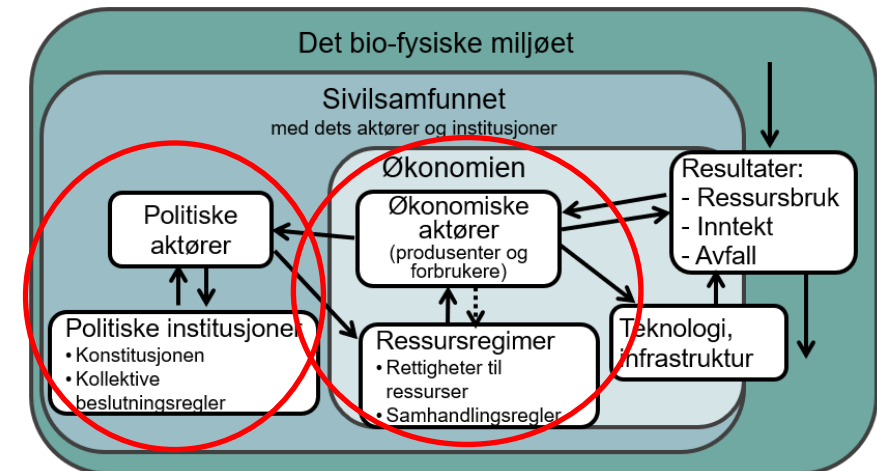 Det bio-fysiske miljøet
Sivilsamfunnet
med dets aktører og institusjoner
Økonomien
Politiske
aktører
Økonomiske
aktører
(produsenter og
forbrukere)
Resultater:
- Ressursbruk
- Inntekt
- Avfall
Politiske institusjoner
• Konstitusjonen
• Kollektive
beslutningsregler
Ressursregimer
• Rettigheter til
ressurser
• Samhandlingsregler
Teknologi,
infrastruktur